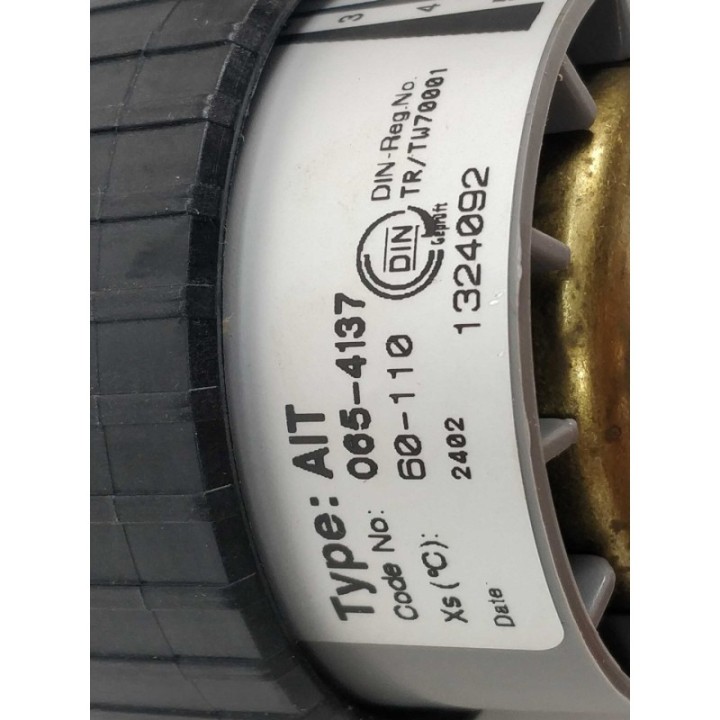 3 4
Type: AIT
Code No: 065-4137
Xs (°C): 60-110
Date 2402
DIN
Geprüft
DIN-Reg.No.
TR/TW70001
1324092